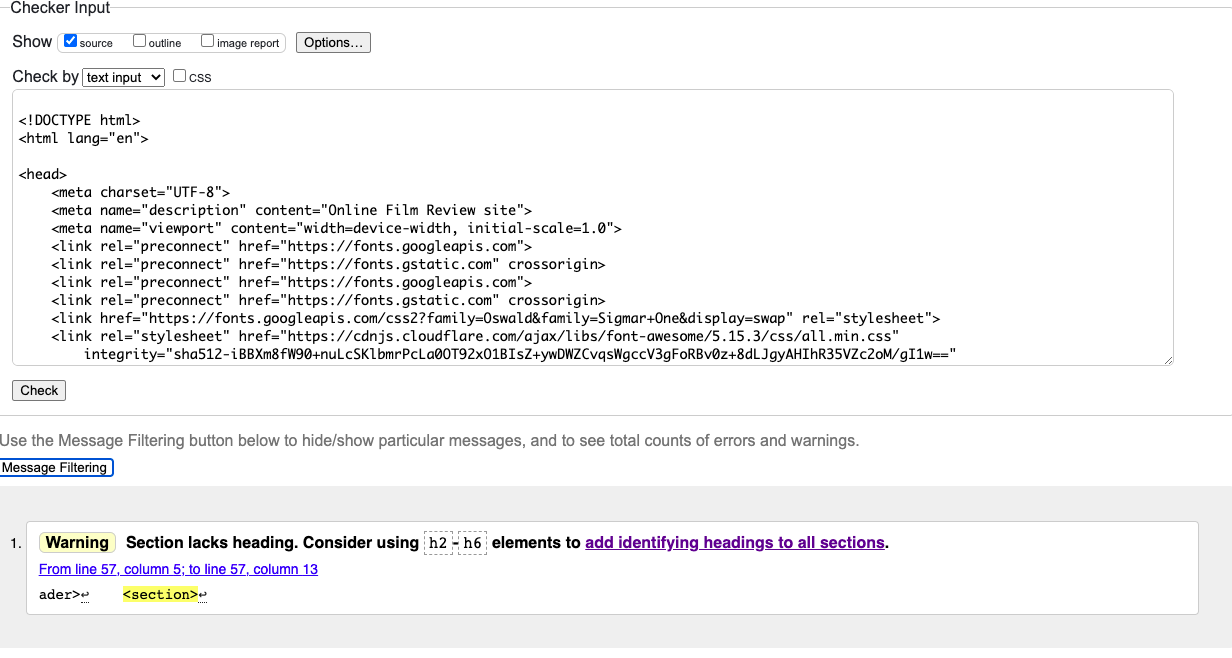 Checker Input
Show source outline image report Options...
Check by text input css
<!DOCTYPE html>
<html lang="en">
<head>
<meta charset="UTF-8">
<meta name="description" content="Online Film Review site">
<meta name="viewport" content="width=device-width, initial-scale=1.0">
<link rel="preconnect" href="https://fonts.googleapis.com">
<link rel="preconnect" href="https://fonts.gstatic.com" crossorigin>
<link rel="preconnect" href="https://fonts.googleapis.com">
<link rel="preconnect" href="https://fonts.gstatic.com" crossorigin>
<link href="https://fonts.googleapis.com/css2?family=Oswald&family=Sigmar+One&display=swap" rel="stylesheet">
<link rel="stylesheet" href="https://cdnjs.cloudflare.com/ajax/libs/font-awesome/5.15.3/css/all.min.css"
integrity="sha512-iBBXm8fW90+nuLcSKlbmrPcLa0OT92xO1BIsZ+ywDWZCvqsWgccV3gFoRBv0z+8dLJgyAHIhR35VZc2oM/gI1w=="
Check
Use the Message Filtering button below to hide/show particular messages, and to see total counts of errors and warnings.
Message Filtering
1. Warning Section lacks heading. Consider using h2-h6 elements to add identifying headings to all sections.
From line 57, column 5; to line 57, column 13
ader>↩ <section>↩